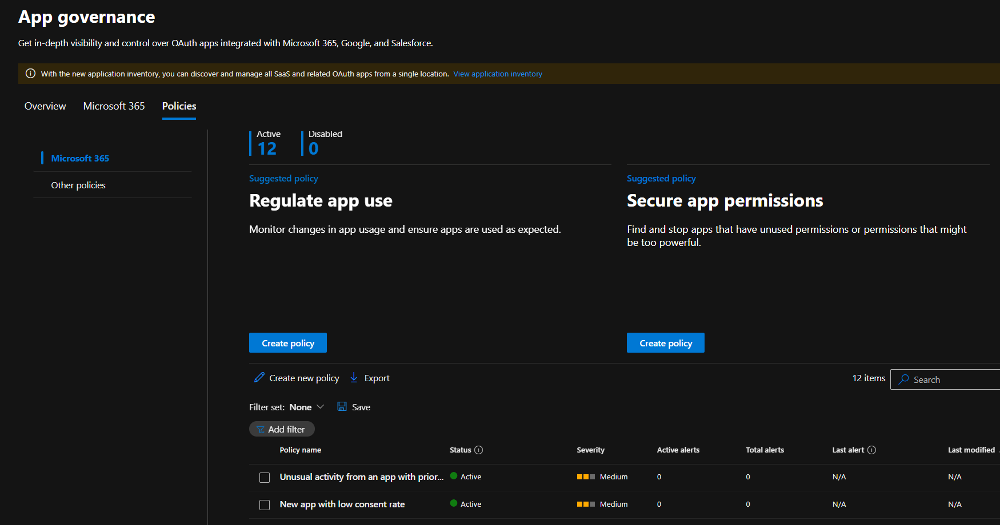 App governance
Get in-depth visibility and control over OAuth apps integrated with Microsoft 365, Google, and Salesforce.
With the new application inventory, you can discover and manage all SaaS and related OAuth apps from a single location. View application inventory
Overview Microsoft 365 Policies
Microsoft 365
Other policies
Active Disabled
12 0
Suggested policy
Regulate app use
Monitor changes in app usage and ensure apps are used as expected.
Create policy
Suggested policy
Secure app permissions
Find and stop apps that have unused permissions or permissions that might
be too powerful.
Create policy
Create new policy Export 12 items Search
Filter set: None Save
Add filter
Policy name Status Severity Active alerts Total alerts Last alert Last modified
Unusual activity from an app with prior... Active Medium 0 0 N/A N/A
New app with low consent rate Active Medium 0 0 N/A N/A